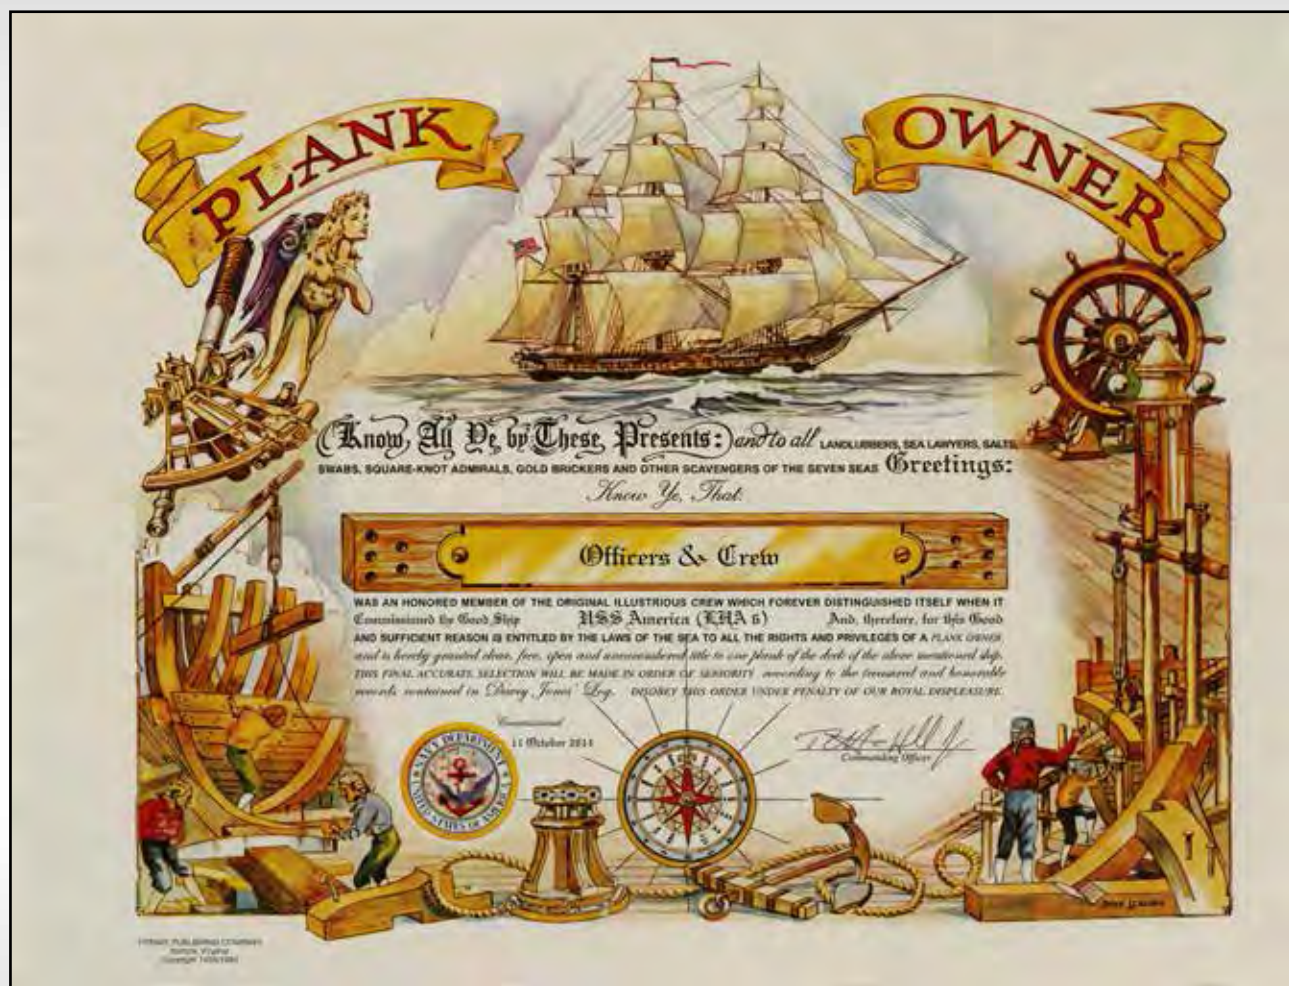 PLANK OWNER
Know, All Ye, by These, Presents: and to all LANDLUBBERS, SEA LAWYERS, SALTS,
SWABS, SQUARE-KNOT ADMIRALS, GOLD BRICKERS AND OTHER SCAVENGERS OF THE SEVEN SEAS Greetings:
Know Ye, That:
Officers & Crew
WAS AN HONORED MEMBER OF THE ORIGINAL ILLUSTRIOUS CREW WHICH FOREVER DISTINGUISHED ITSELF WHEN IT
Commissioned the Good Ship USS America (LHA 6) And, therefore, for this Good
AND SUFFICIENT REASON IS ENTITLED BY THE LAWS OF THE SEA TO ALL THE RIGHTS AND PRIVILEGES OF A PLANK OWNER
and is hereby granted clear, free, open and unencumbered title to one plank of the deck of the above mentioned ship.
THIS FINAL ACCURATE SELECTION WILL BE MADE IN ORDER OF SENIORITY according to the treasured and honorable
records contained in Davey Jones' Log. DISOBEY THIS ORDER UNDER PENALTY OF OUR ROYAL DISPLEASURE.
Commissioned
11 October 2014
Commanding Officer
NAVY DEPARTMENT
UNITED STATES OF AMERICA
PUBLISHING COMPANY
Norfolk, Virginia
Copyright